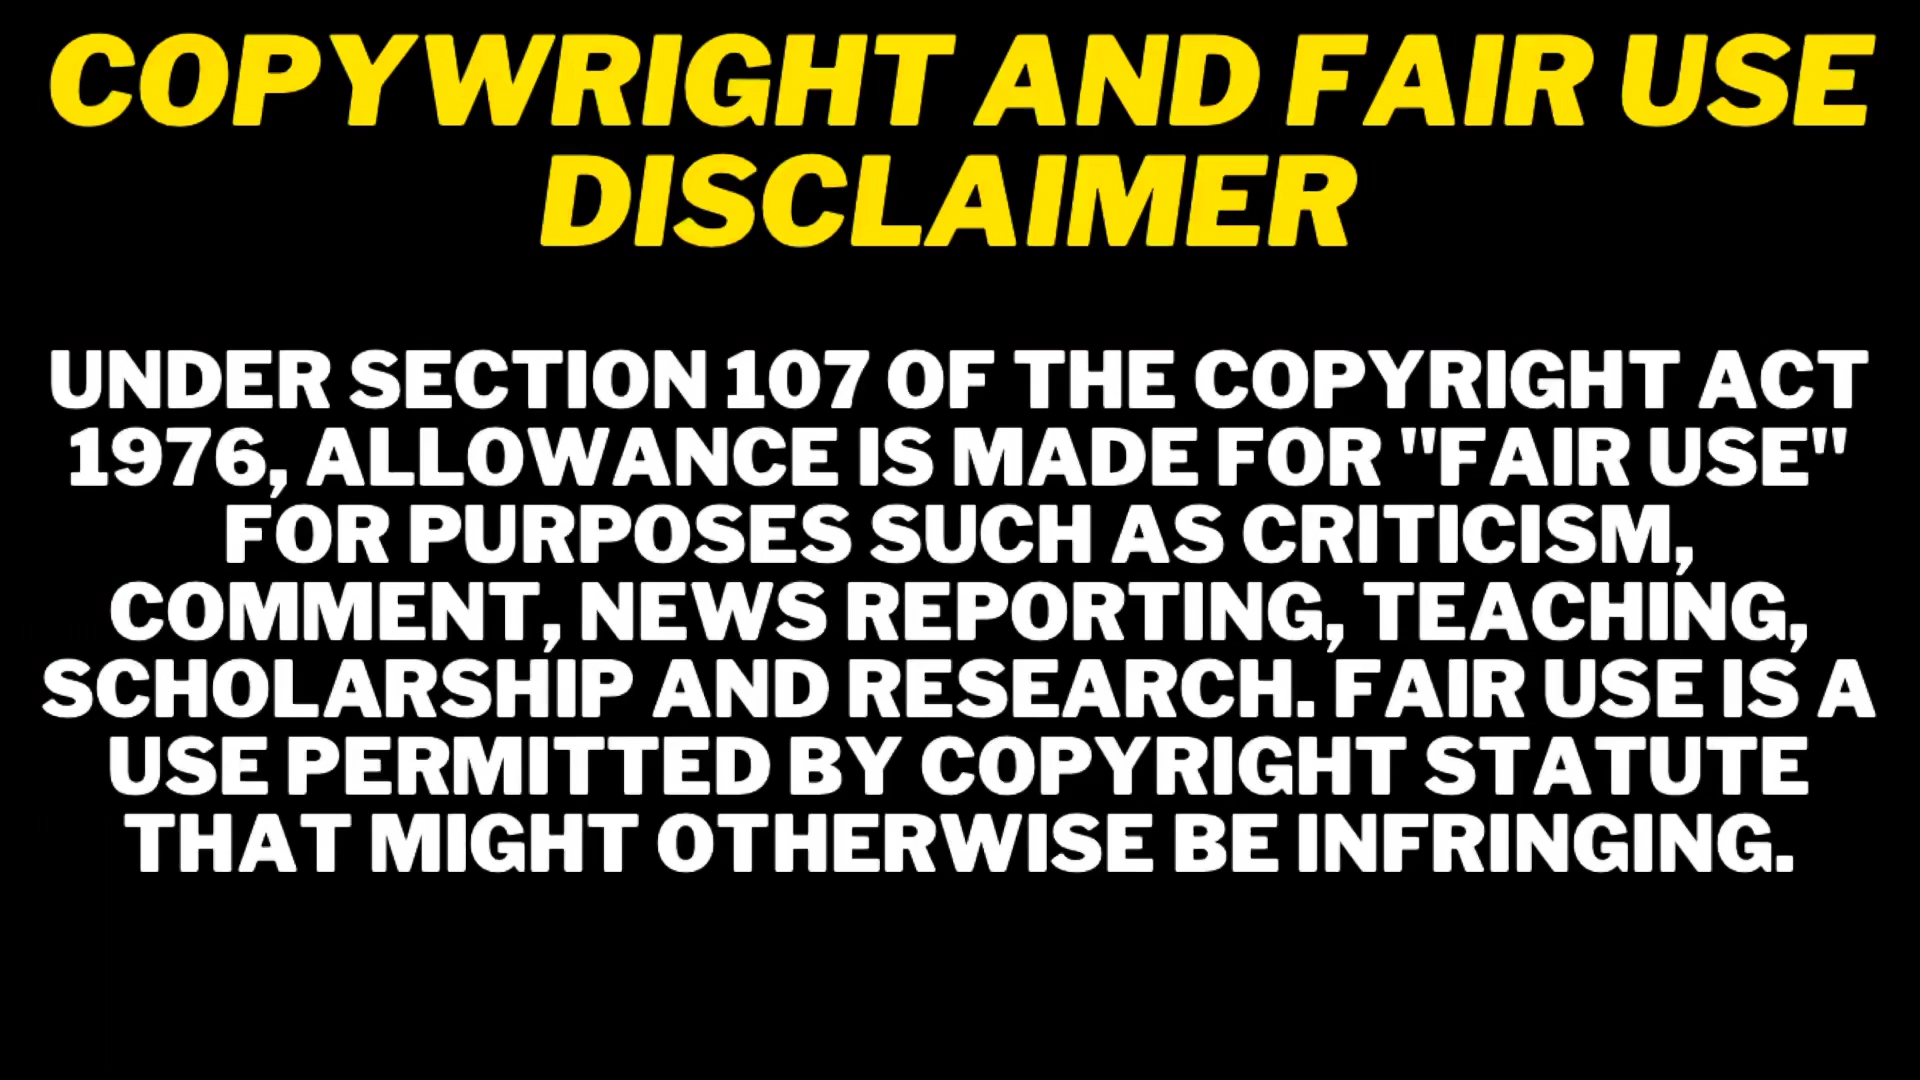 COPYWRIGHT AND FAIR USE
DISCLAIMER
UNDER SECTION 107 OF THE COPYRIGHT ACT
1976, ALLOWANCE IS MADE FOR "FAIR USE"
FOR PURPOSES SUCH AS CRITICISM,
COMMENT, NEWS REPORTING, TEACHING,
SCHOLARSHIP AND RESEARCH. FAIR USE IS A
USE PERMITTED BY COPYRIGHT STATUTE
THAT MIGHT OTHERWISE BE INFRINGING.